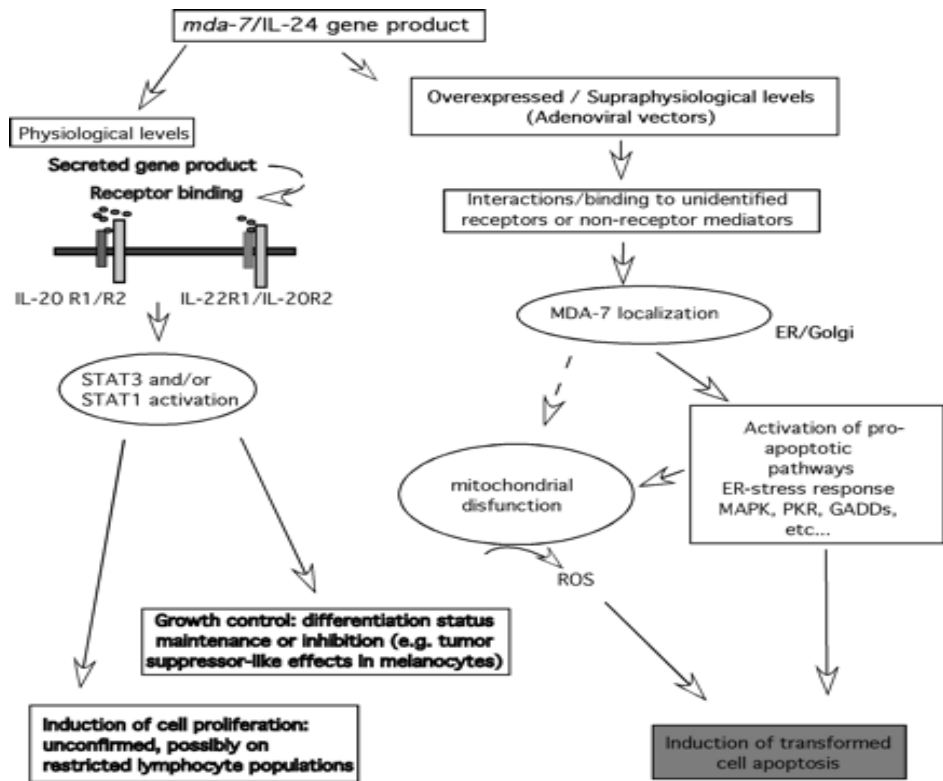 mda-7/IL-24 gene product
Physiological levels
Secreted gene product
Receptor binding
IL-20 R1/R2
IL-22R1/IL-20R2
STAT3 and/or
STAT1 activation
Growth control: differentiation status
maintenance or inhibition (e.g. tumor
suppressor-like effects in melanocytes)
Induction of cell proliferation:
unconfirmed, possibly on
restricted lymphocyte populations
Overexpressed / Supraphysiological levels
(Adenoviral vectors)
Interactions/binding to unidentified
receptors or non-receptor mediators
MDA-7 localization
ER/Golgi
Activation of pro-
apoptotic
pathways
ER-stress response
MAPK, PKR, GADDs,
etc...
mitochondrial
disfunction
ROS
Induction of transformed
cell apoptosis